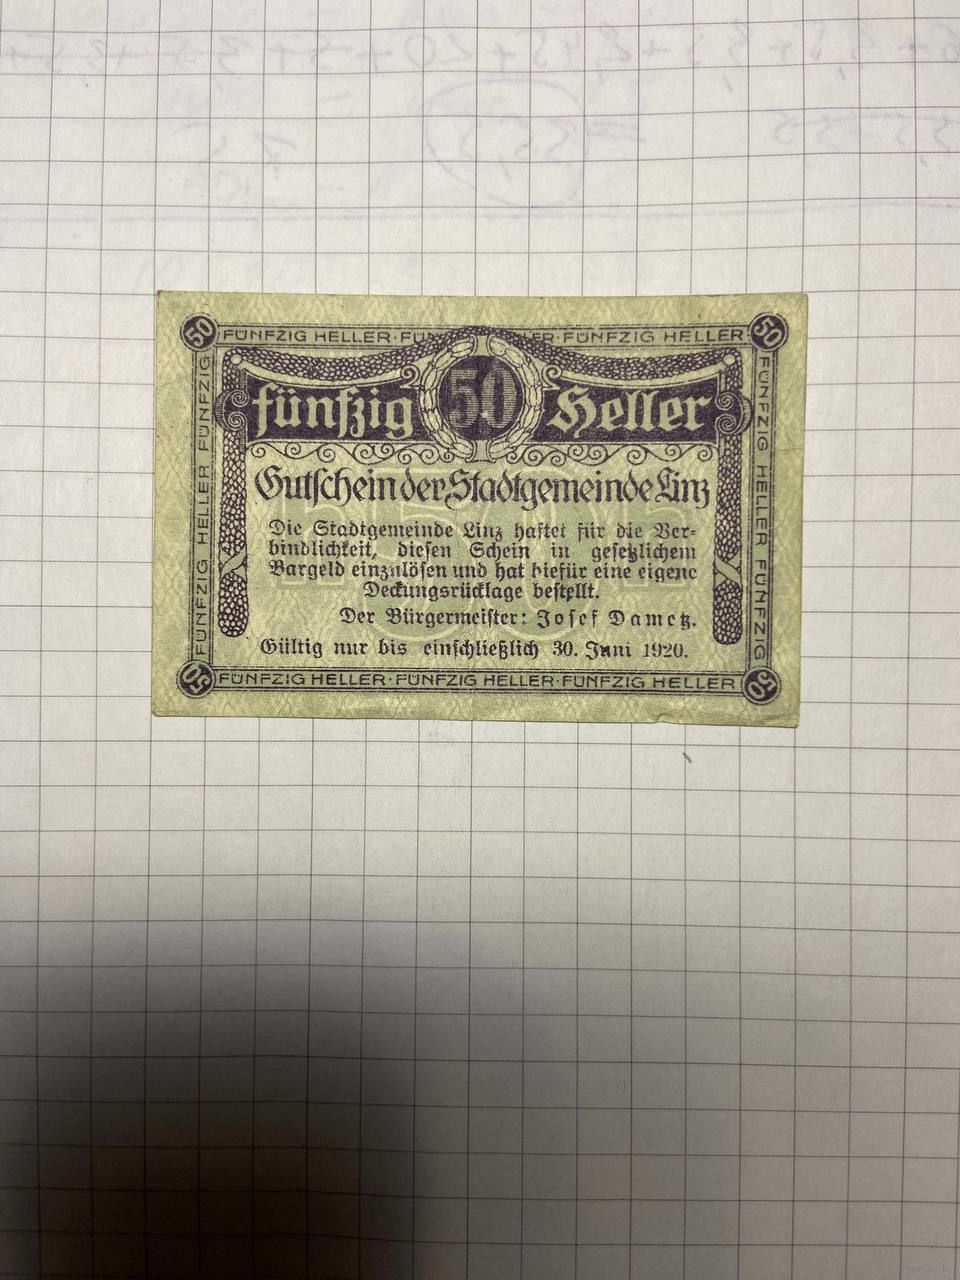 50 FÜNFZIG HELLER · FÜN ER · FÜNFZIG HELLER 50
fünfzig 50 Heller
Gutschein der Stadtgemeinde Linz
Die Stadtgemeinde Linz haftet für die Ver-
bindlichkeit, diesen Schein in gesetzlichem
Bargeld einzulösen und hat hiefür eine eigene
Deckungsrücklage bestellt.
Der Bürgermeister: Josef Dametz.
Gültig nur bis einschließlich 30. Juni 1920.
50 FÜNFZIG HELLER · FÜNFZIG HELLER · FÜNFZIG HELLER 50
FÜNFZIG HELLER FÜNFZIG
FÜNFZIG HELLER FÜNFZIG